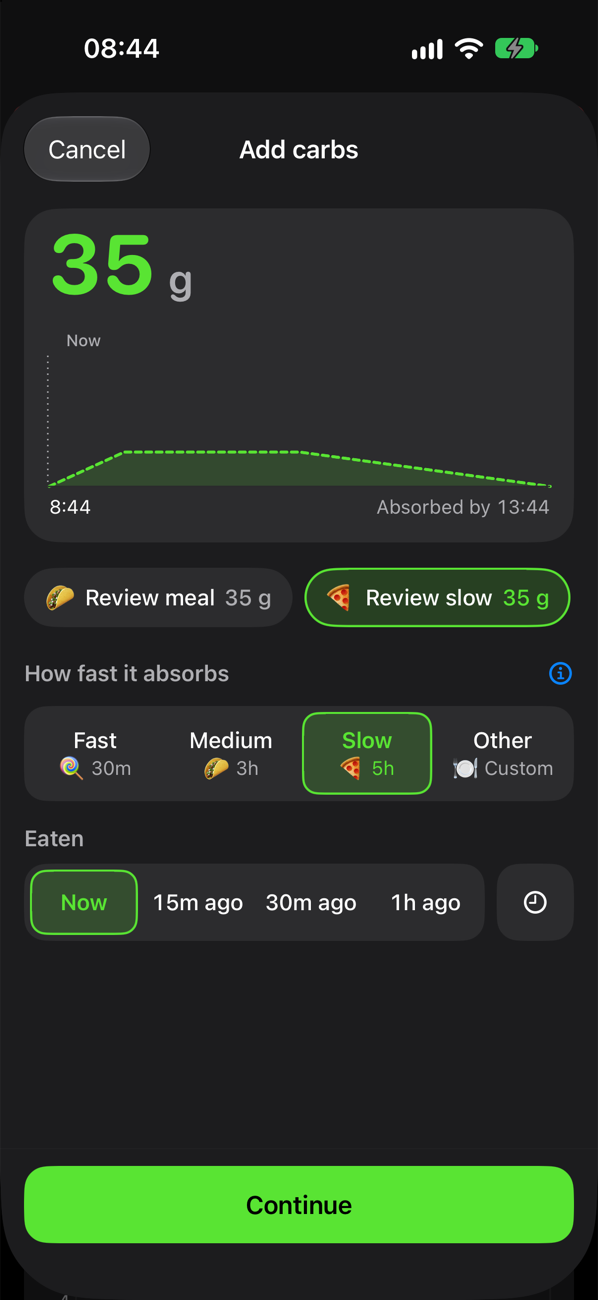 08:44
Cancel
Add carbs
35 g
Now
8:44
Absorbed by 13:44
Review meal 35 g
Review slow 35 g
How fast it absorbs
Fast
30m
Medium
3h
Slow
5h
Other
Custom
Eaten
Now
15m ago
30m ago
1h ago
Continue